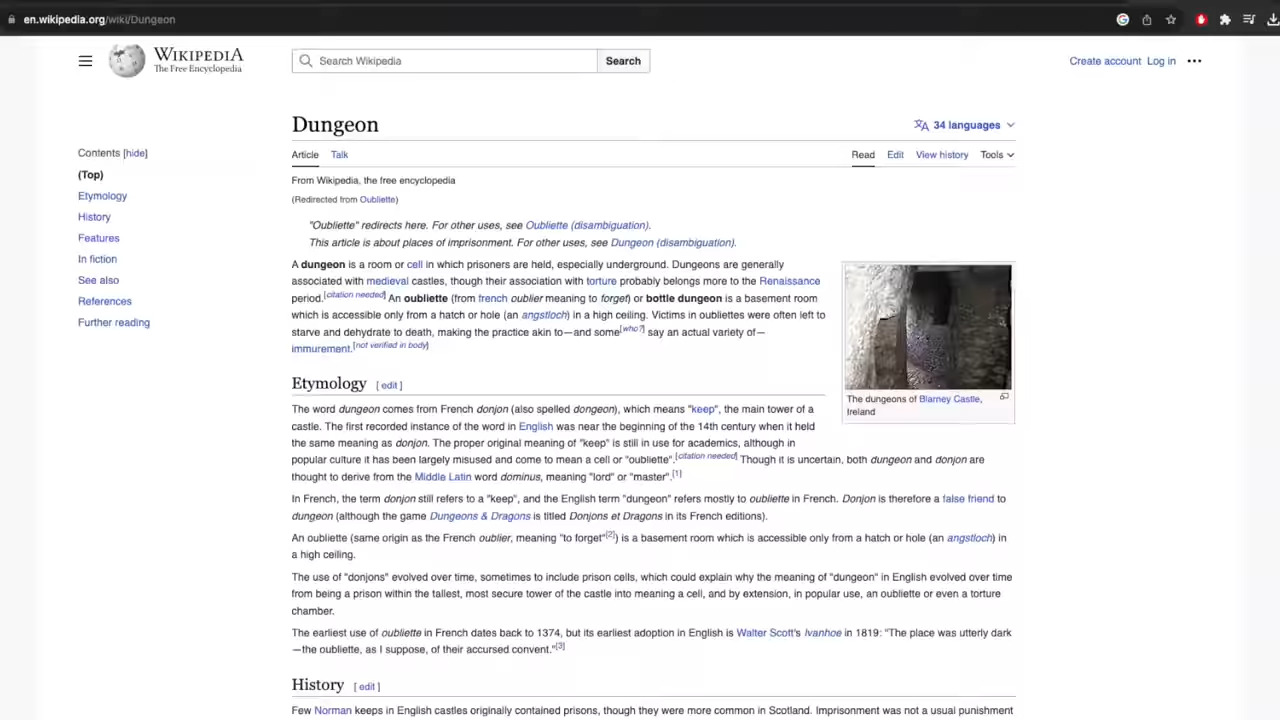 en.wikipedia.org/wiki/Dungeon
WIKIPEDIA
The Free Encyclopedia
Search Wikipedia
Search
Create account Log in
Dungeon
34 languages
Article Talk
Read Edit View history Tools
From Wikipedia, the free encyclopedia
(Redirected from Oubliette)
Contents [hide]
(Top)
Etymology
History
Features
In fiction
See also
References
Further reading
"Oubliette" redirects here. For other uses, see Oubliette (disambiguation).
This article is about places of imprisonment. For other uses, see Dungeon (disambiguation).
A dungeon is a room or cell in which prisoners are held, especially underground. Dungeons are generally
associated with medieval castles, though their association with torture probably belongs more to the Renaissance
period.[citation needed] An oubliette (from french oublier meaning to forget) or bottle dungeon is a basement room
which is accessible only from a hatch or hole (an angstloch) in a high ceiling. Victims in oubliettes were often left to
starve and dehydrate to death, making the practice akin to—and some[who?] say an actual variety of—
immurement.[not verified in body]
The dungeons of Blarney Castle,
Ireland
Etymology [ edit ]
The word dungeon comes from French donjon (also spelled dongeon), which means "keep", the main tower of a
castle. The first recorded instance of the word in English was near the beginning of the 14th century when it held
the same meaning as donjon. The proper original meaning of "keep" is still in use for academics, although in
popular culture it has been largely misused and come to mean a cell or "oubliette".[citation needed] Though it is uncertain, both dungeon and donjon are
thought to derive from the Middle Latin word dominus, meaning "lord" or "master".[1]
In French, the term donjon still refers to a "keep", and the English term "dungeon" refers mostly to oubliette in French. Donjon is therefore a false friend to
dungeon (although the game Dungeons & Dragons is titled Donjons et Dragons in its French editions).
An oubliette (same origin as the French oublier, meaning "to forget"[2]) is a basement room which is accessible only from a hatch or hole (an angstloch) in
a high ceiling.
The use of "donjons" evolved over time, sometimes to include prison cells, which could explain why the meaning of "dungeon" in English evolved over time
from being a prison within the tallest, most secure tower of the castle into meaning a cell, and by extension, in popular use, an oubliette or even a torture
chamber.
The earliest use of oubliette in French dates back to 1374, but its earliest adoption in English is Walter Scott's Ivanhoe in 1819: "The place was utterly dark
—the oubliette, as I suppose, of their accursed convent."[3]
History [ edit ]
Few Norman keeps in English castles originally contained prisons, though they were more common in Scotland. Imprisonment was not a usual punishment